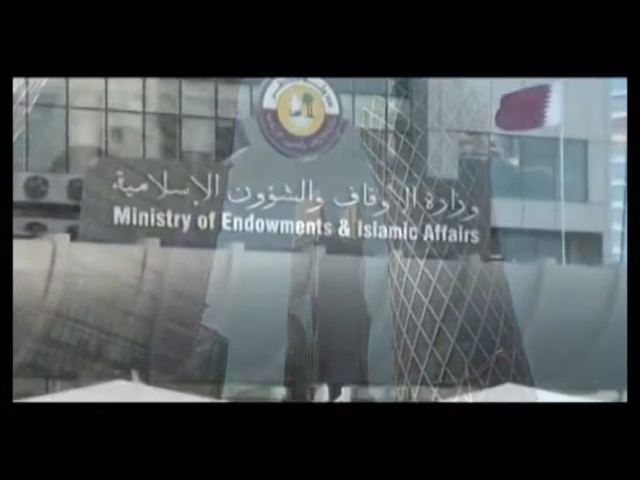 وزارة الأوقاف والشؤون الإسلامية
Ministry of Endowments & Islamic Affairs